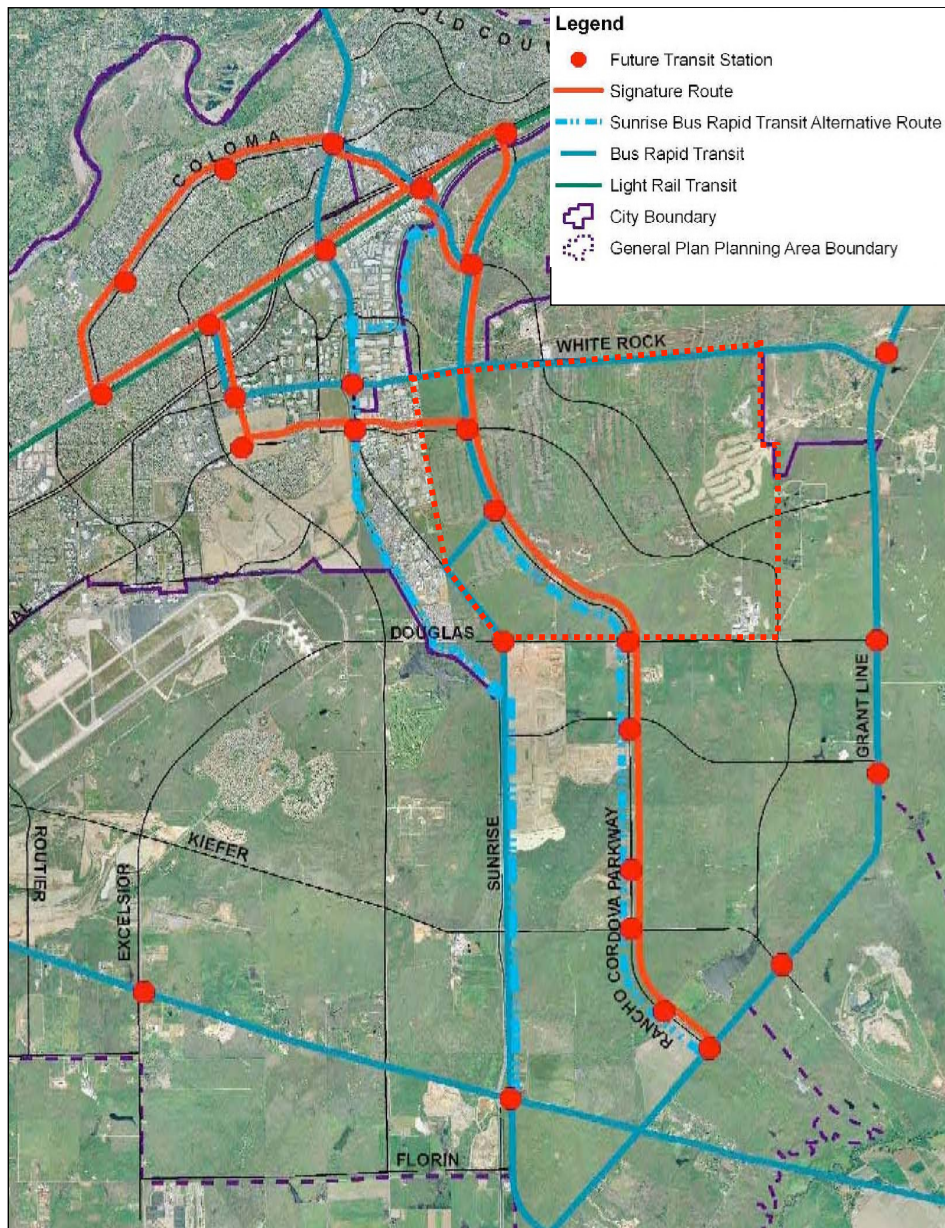 Legend
Future Transit Station
Signature Route
Sunrise Bus Rapid Transit Alternative Route
Bus Rapid Transit
Light Rail Transit
City Boundary
General Plan Planning Area Boundary
COLOMA
WHITE ROCK
DOUGLAS
GRANT LINE
KIEFER
ROUTIER
EXCELSIOR
SUNRISE
RANCHO CORDOVA PARKWAY
FLORIN